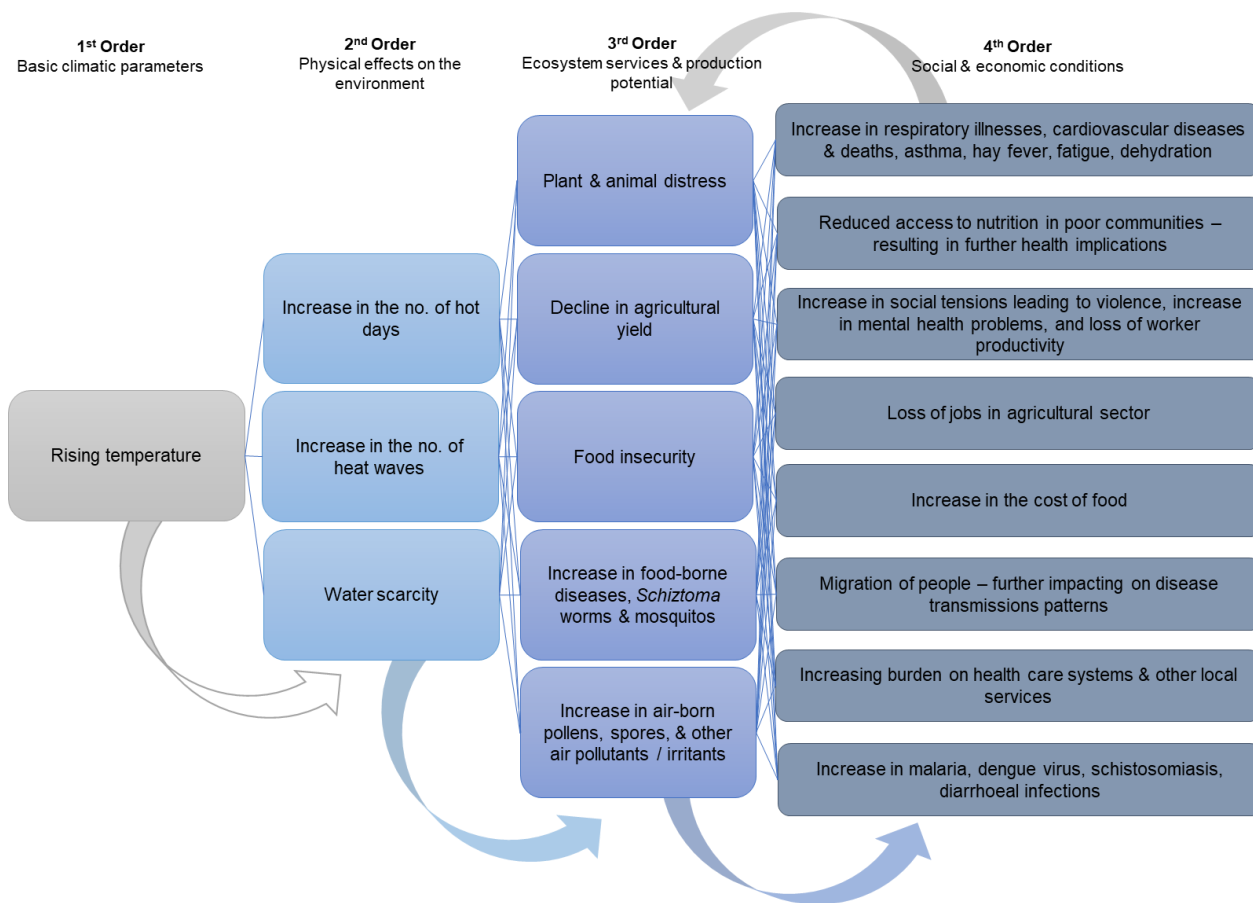 1st Order
Basic climatic parameters
2nd Order
Physical effects on the
environment
3rd Order
Ecosystem services & production
potential
4th Order
Social & economic conditions
Rising temperature
Increase in the no. of hot
days
Increase in the no. of
heat waves
Water scarcity
Plant & animal distress
Decline in agricultural
yield
Food insecurity
Increase in food-borne
diseases, Schiztoma
worms & mosquitos
Increase in air-born
pollens, spores, & other
air pollutants / irritants
Increase in respiratory illnesses, cardiovascular diseases
& deaths, asthma, hay fever, fatigue, dehydration
Reduced access to nutrition in poor communities –
resulting in further health implications
Increase in social tensions leading to violence, increase
in mental health problems, and loss of worker
productivity
Loss of jobs in agricultural sector
Increase in the cost of food
Migration of people – further impacting on disease
transmissions patterns
Increasing burden on health care systems & other local
services
Increase in malaria, dengue virus, schistosomiasis,
diarrhoeal infections